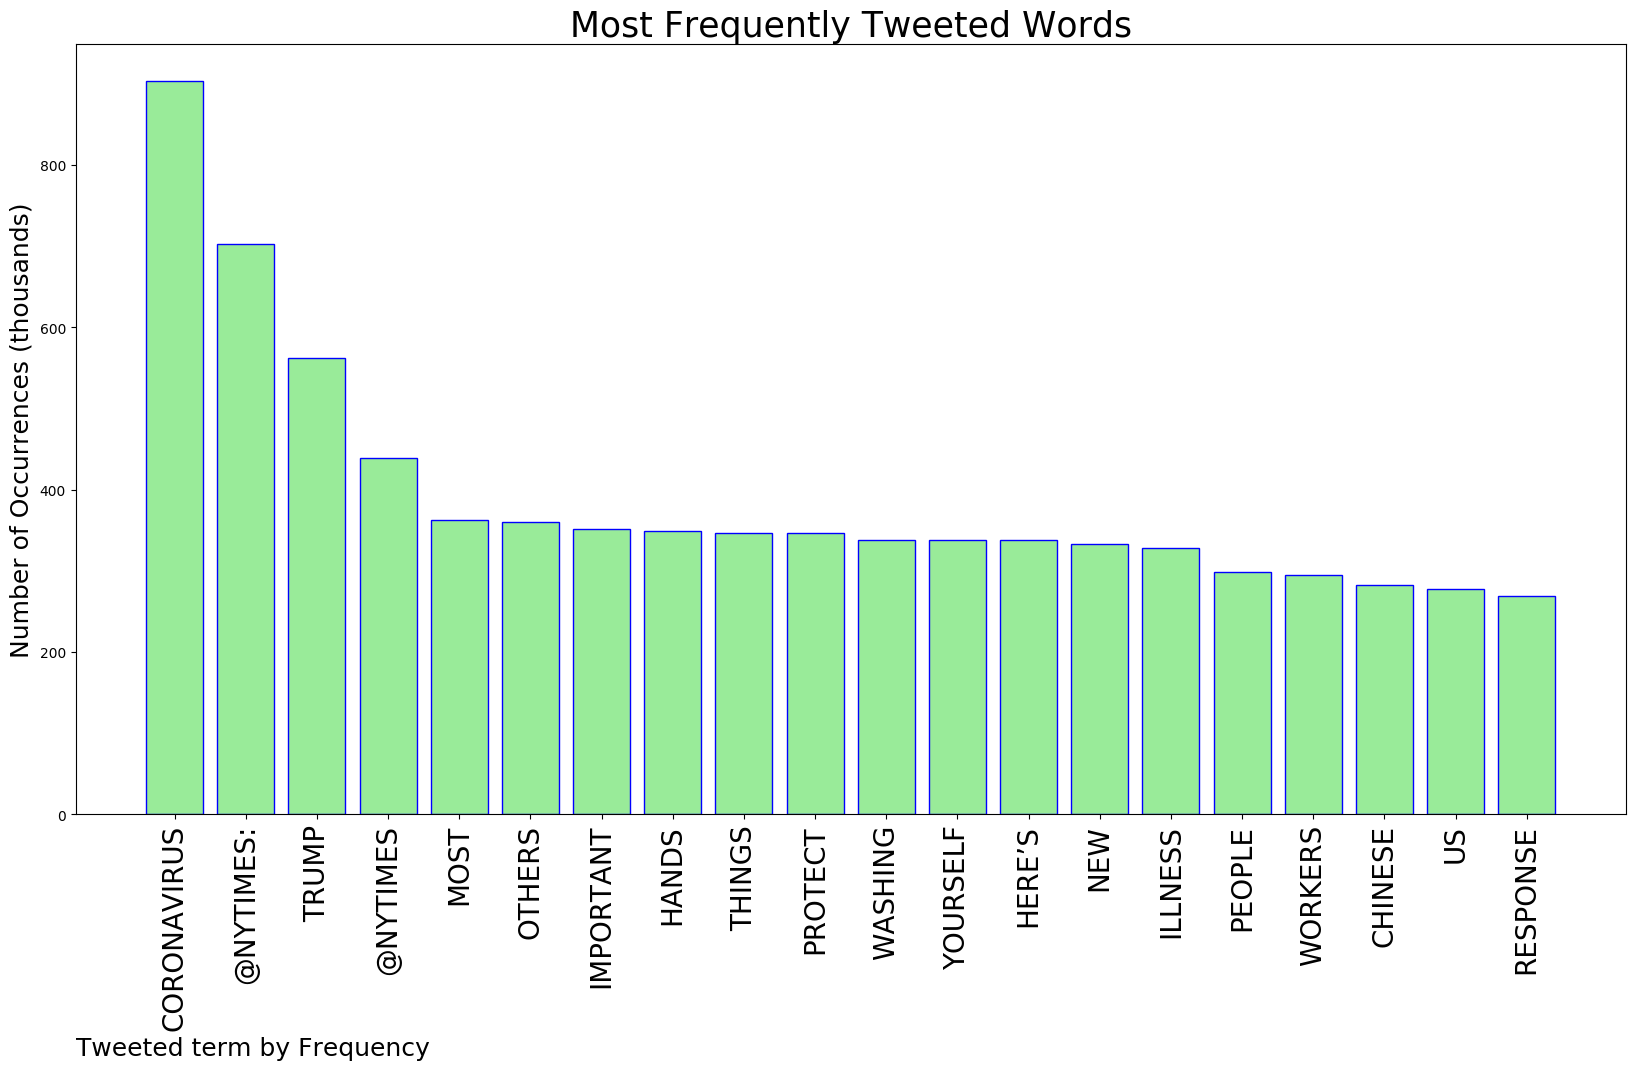 Most Frequently Tweeted Words
Number of Occurrences (thousands)
800
600
400
200
0
CORONAVIRUS
@NYTIMES:
TRUMP
@NYTIMES
MOST
OTHERS
IMPORTANT
HANDS
THINGS
PROTECT
WASHING
YOURSELF
HERE’S
NEW
ILLNESS
PEOPLE
WORKERS
CHINESE
US
RESPONSE
Tweeted term by Frequency